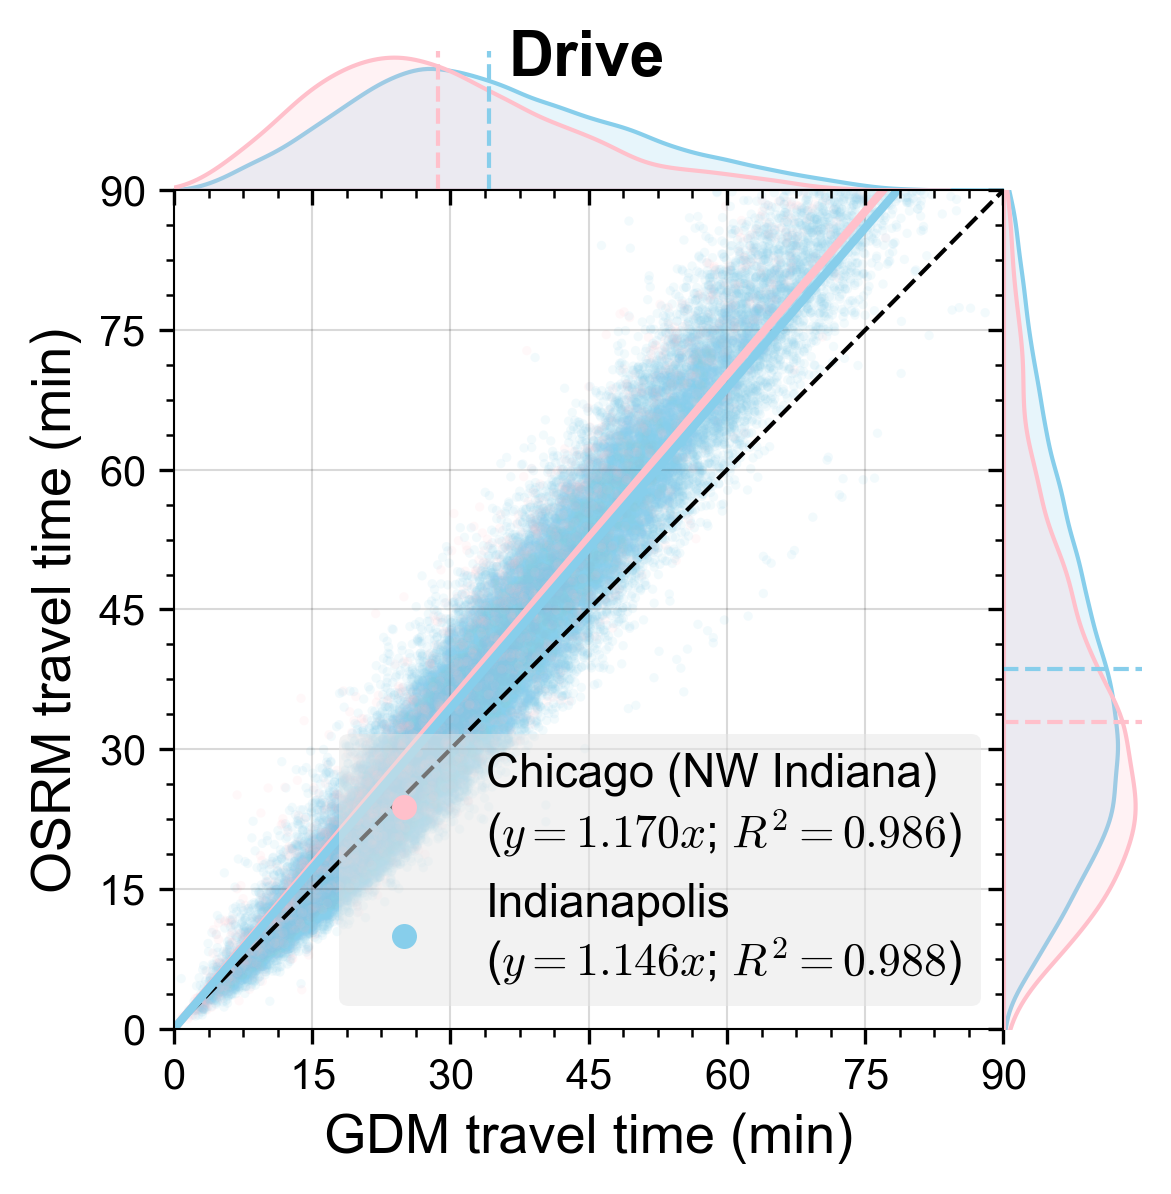 Drive
90
75
60
45
30
15
0
OSRM travel time (min)
Chicago (NW Indiana)
(y = 1.170x; R² = 0.986)
Indianapolis
(y = 1.146x; R² = 0.988)
0 15 30 45 60 75 90
GDM travel time (min)